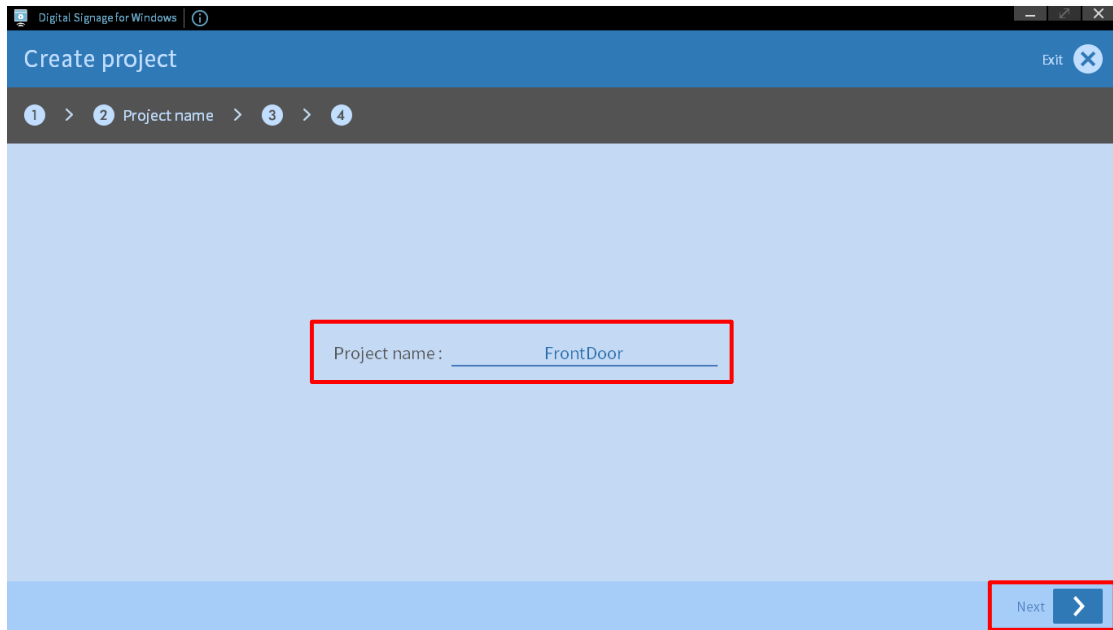 Digital Signage for Windows
Create project
Exit
1 > 2 Project name > 3 > 4
Project name : FrontDoor
Next